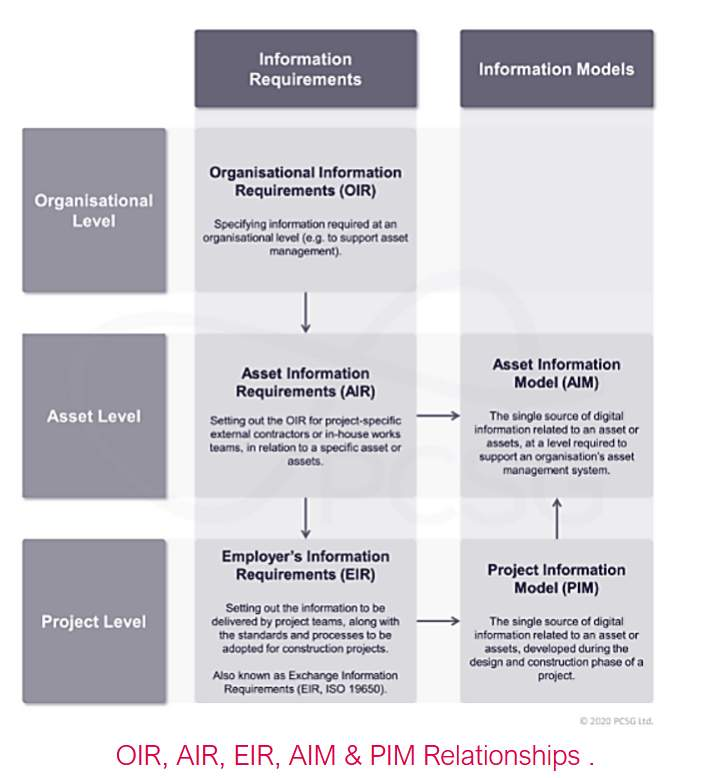 Information
Requirements
Information Models
Organisational
Level
Organisational Information
Requirements (OIR)
Specifying information required at an
organisational level (e.g. to support asset
management).
Asset Level
Asset Information
Requirements (AIR)
Setting out the OIR for project-specific
external contractors or in-house works
teams, in relation to a specific asset or
assets.
Asset Information
Model (AIM)
The single source of digital
information related to an asset or
assets, at a level required to
support an organisation's asset
management system.
PCSG
Project Level
Employer's Information
Requirements (EIR)
Setting out the information to be
delivered by project teams, along with
the standards and processes to be
adopted for construction projects.
Also known as Exchange Information
Requirements (EIR, ISO 19650).
Project Information
Model (PIM)
The single source of digital
information related to an asset or
assets, developed during the
design and construction phase of a
project.
© 2020 PCSG Ltd.
OIR, AIR, EIR, AIM & PIM Relationships .